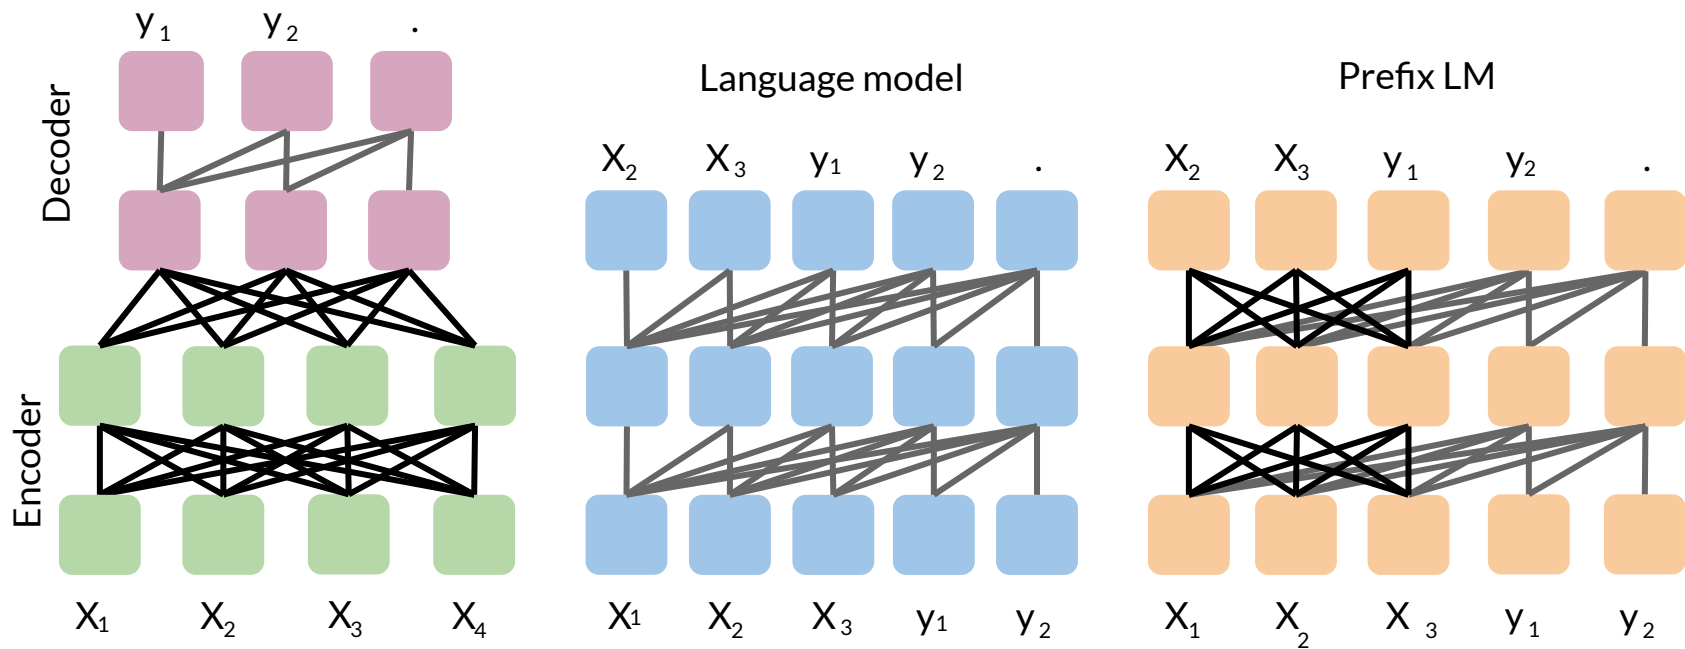 y₁ y₂ .
Decoder
Encoder
X₁ X₂ X₃ X₄
Language model
X₂ X₃ y₁ y₂ .
X₁ X₂ X₃ y₁ y₂
Prefix LM
X₂ X₃ y₁ y₂ .
X₁ X₂ X₃ y₁ y₂